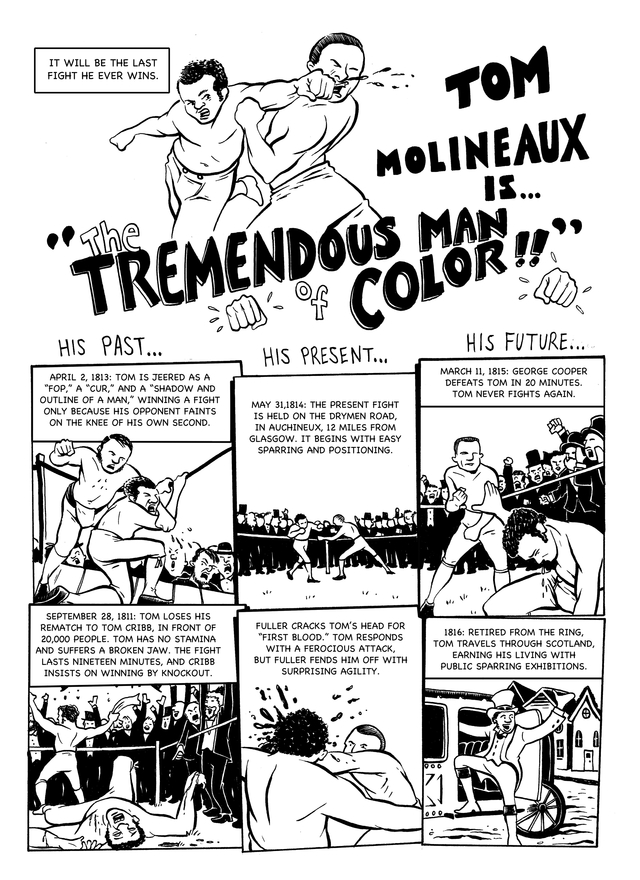 IT WILL BE THE LAST
FIGHT HE EVER WINS.
TOM
MOLINEAUX
IS...
"The
TREMENDOUS MAN
of COLOR!!"
HIS PAST...
APRIL 2, 1813: TOM IS JEERED AS A
"FOP," A "CUR," AND A "SHADOW AND
OUTLINE OF A MAN," WINNING A FIGHT
ONLY BECAUSE HIS OPPONENT FAINTS
ON THE KNEE OF HIS OWN SECOND.
SEPTEMBER 28, 1811: TOM LOSES HIS
REMATCH TO TOM CRIBB, IN FRONT OF
20,000 PEOPLE. TOM HAS NO STAMINA
AND SUFFERS A BROKEN JAW. THE FIGHT
LASTS NINETEEN MINUTES, AND CRIBB
INSISTS ON WINNING BY KNOCKOUT.
HIS PRESENT...
MAY 31,1814: THE PRESENT FIGHT
IS HELD ON THE DRYMEN ROAD,
IN AUCHINEUX, 12 MILES FROM
GLASGOW. IT BEGINS WITH EASY
SPARRING AND POSITIONING.
FULLER CRACKS TOM'S HEAD FOR
"FIRST BLOOD." TOM RESPONDS
WITH A FEROCIOUS ATTACK,
BUT FULLER FENDS HIM OFF WITH
SURPRISING AGILITY.
HIS FUTURE...
MARCH 11, 1815: GEORGE COOPER
DEFEATS TOM IN 20 MINUTES.
TOM NEVER FIGHTS AGAIN.
1816: RETIRED FROM THE RING,
TOM TRAVELS THROUGH SCOTLAND,
EARNING HIS LIVING WITH
PUBLIC SPARRING EXHIBITIONS.